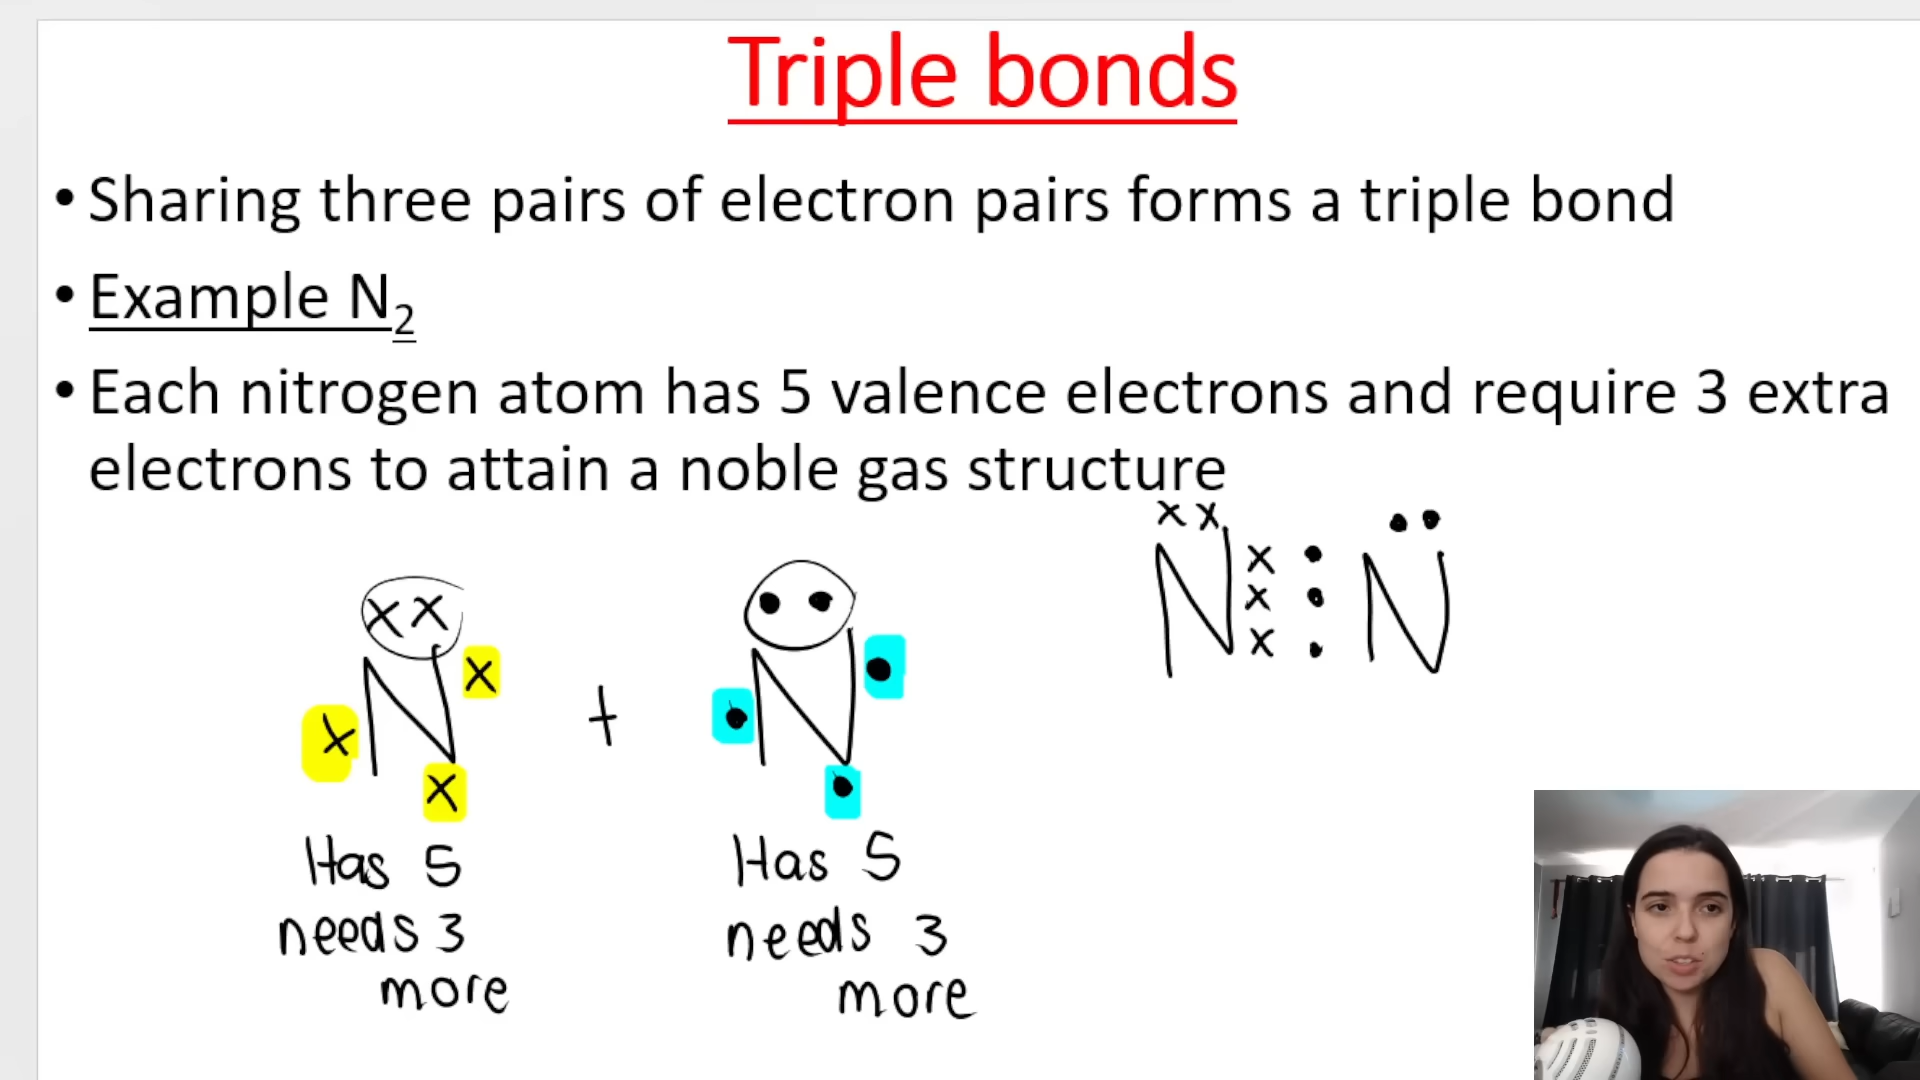 Triple bonds
• Sharing three pairs of electron pairs forms a triple bond
• Example N₂
• Each nitrogen atom has 5 valence electrons and require 3 extra
electrons to attain a noble gas structure
x x •• 
N x x x ••• N
x x
x N x
x
+
••
• N •
•
Has 5
needs 3
more
Has 5
needs 3
more